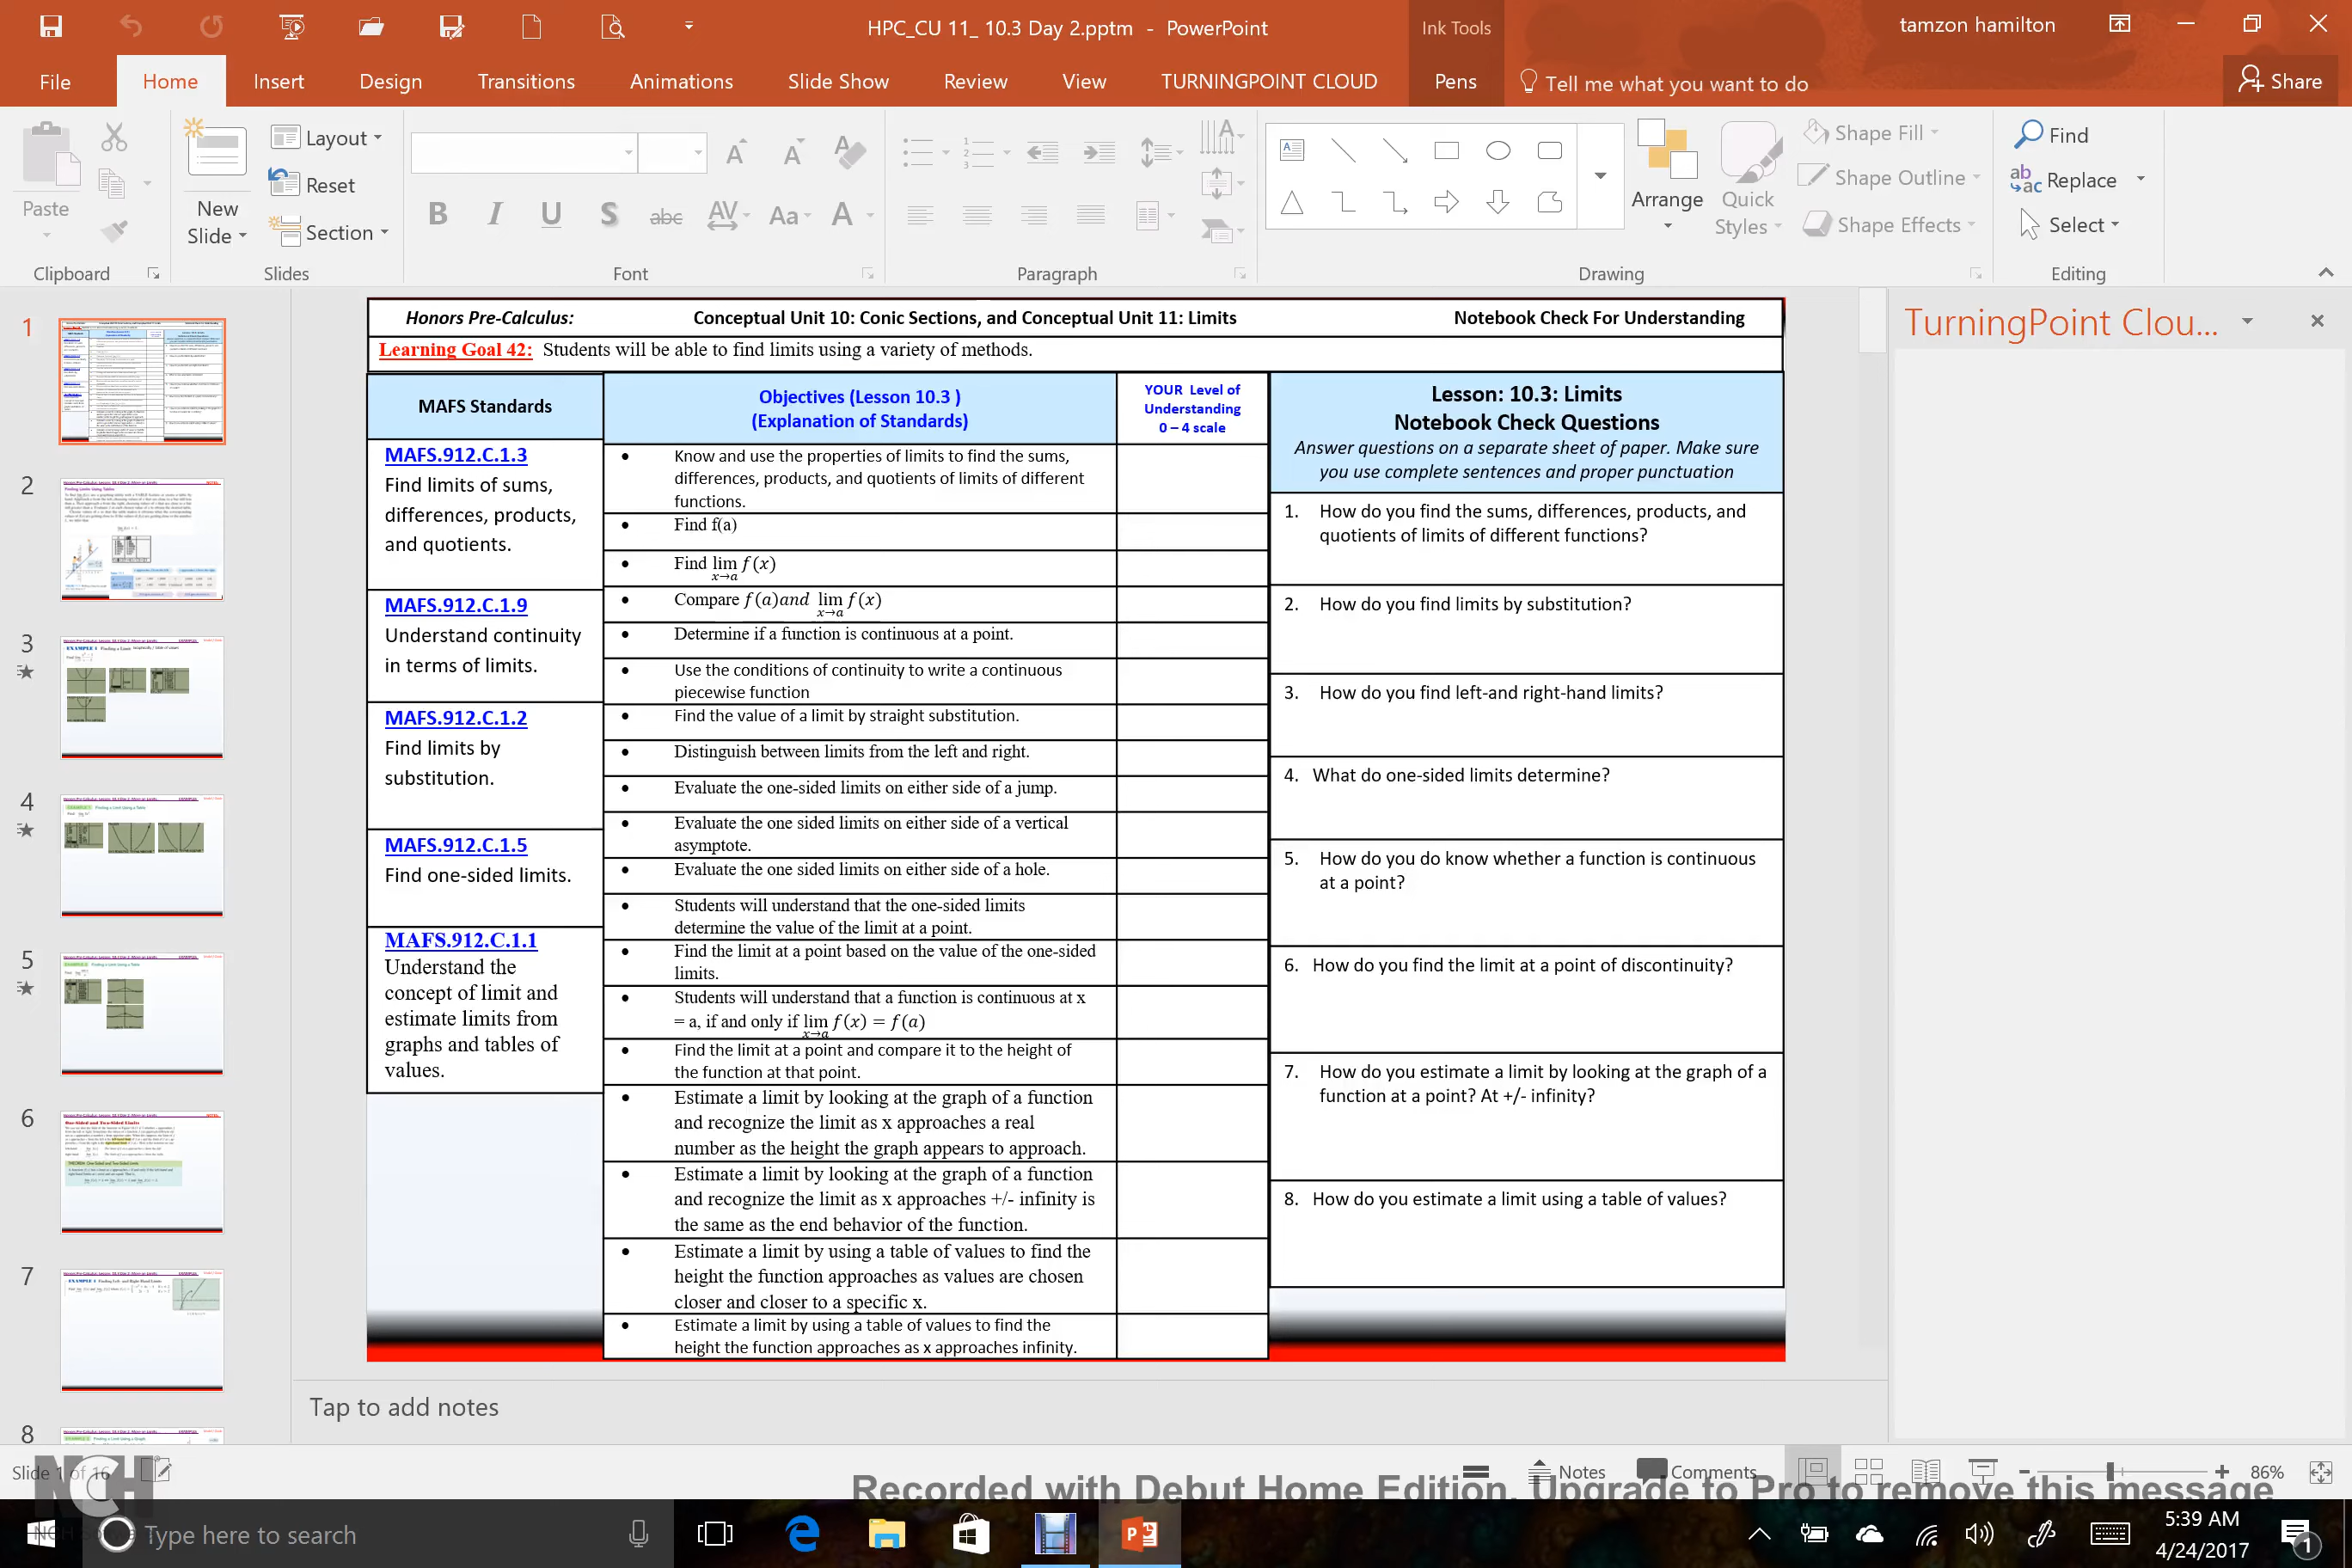 HPC_CU 11_ 10.3 Day 2.pptm - PowerPoint
Ink Tools
tamzon hamilton
File
Home
Insert
Design
Transitions
Animations
Slide Show
Review
View
TURNINGPOINT CLOUD
Pens
Tell me what you want to do
Share
Paste
New
Slide
Layout
Reset
Section
Shape Fill
Shape Outline
Shape Effects
Arrange
Quick
Styles
Find
Replace
Select
Clipboard
Slides
Font
Paragraph
Drawing
Editing
Honors Pre-Calculus: Conceptual Unit 10: Conic Sections, and Conceptual Unit 11: Limits Notebook Check For Understanding
Learning Goal 42: Students will be able to find limits using a variety of methods.
MAFS Standards
MAFS.912.C.1.3
Find limits of sums,
differences, products,
and quotients.
MAFS.912.C.1.9
Understand continuity
in terms of limits.
MAFS.912.C.1.2
Find limits by
substitution.
MAFS.912.C.1.5
Find one-sided limits.
MAFS.912.C.1.1
Understand the
concept of limit and
estimate limits from
graphs and tables of
values.
Objectives (Lesson 10.3 )
(Explanation of Standards)
YOUR Level of
Understanding
0 – 4 scale
• Know and use the properties of limits to find the sums,
differences, products, and quotients of limits of different
functions.
• Find f(a)
• Find lim x→a f(x)
• Compare f(a)and lim x→a f(x)
• Determine if a function is continuous at a point.
• Use the conditions of continuity to write a continuous
piecewise function
• Find the value of a limit by straight substitution.
• Distinguish between limits from the left and right.
• Evaluate the one-sided limits on either side of a jump.
• Evaluate the one sided limits on either side of a vertical
asymptote.
• Evaluate the one sided limits on either side of a hole.
• Students will understand that the one-sided limits
determine the value of the limit at a point.
• Find the limit at a point based on the value of the one-sided
limits.
• Students will understand that a function is continuous at x
= a, if and only if lim x→a f(x) = f(a)
• Find the limit at a point and compare it to the height of
the function at that point.
• Estimate a limit by looking at the graph of a function
and recognize the limit as x approaches a real
number as the height the graph appears to approach.
• Estimate a limit by looking at the graph of a function
and recognize the limit as x approaches +/- infinity is
the same as the end behavior of the function.
• Estimate a limit by using a table of values to find the
height the function approaches as values are chosen
closer and closer to a specific x.
• Estimate a limit by using a table of values to find the
height the function approaches as x approaches infinity.
Lesson: 10.3: Limits
Notebook Check Questions
Answer questions on a separate sheet of paper. Make sure
you use complete sentences and proper punctuation
1. How do you find the sums, differences, products, and
quotients of limits of different functions?
2. How do you find limits by substitution?
3. How do you find left-and right-hand limits?
4. What do one-sided limits determine?
5. How do you do know whether a function is continuous
at a point?
6. How do you find the limit at a point of discontinuity?
7. How do you estimate a limit by looking at the graph of a
function at a point? At +/- infinity?
8. How do you estimate a limit using a table of values?
TurningPoint Clou...
1
2
3
4
5
6
7
8
Tap to add notes
Slide 1 of 16
NCH
Notes
Comments
86%
Recorded with Debut Home Edition. Upgrade to Pro to remove this message
Type here to search
5:39 AM
4/24/2017
1